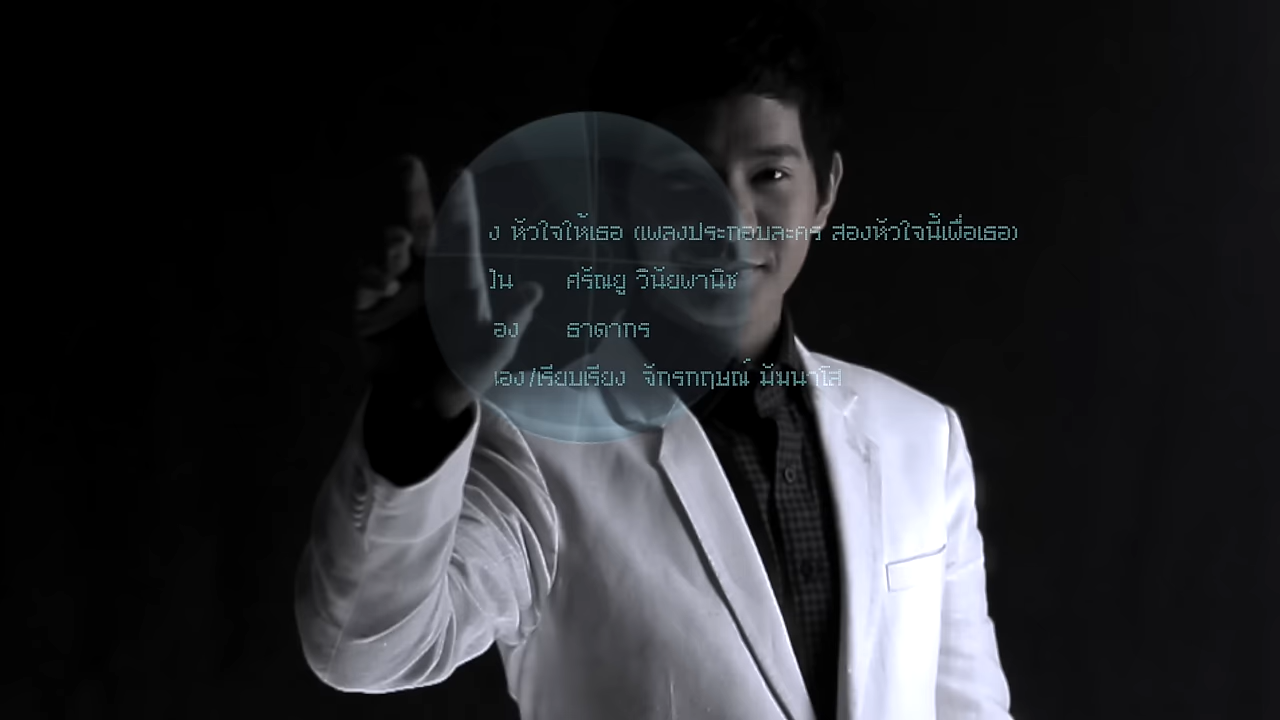 ง หัวใจให้เธอ (เพลงประกอบละคร สองหัวใจนี้เพื่อเธอ)
ศรัณยู วินัยพานิช
อง ธาดากร
เอง/เรียบเรียง จักรกฤษณ์ มัมนาโส